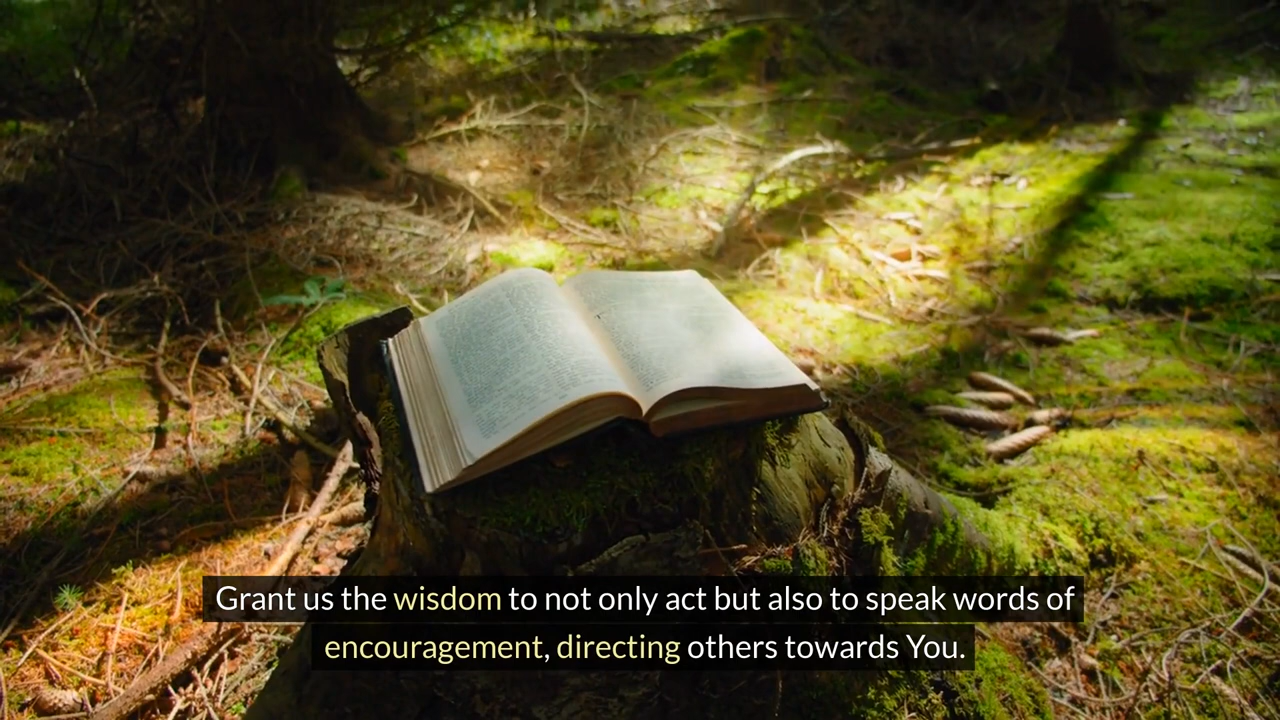 Grant us the wisdom to not only act but also to speak words of
encouragement, directing others towards You.